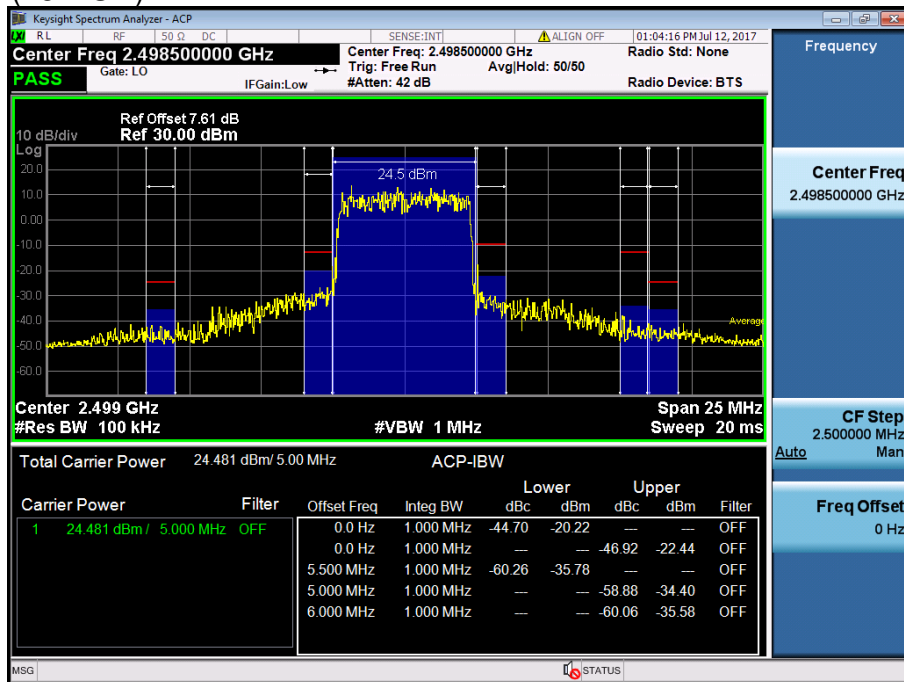 Keysight Spectrum Analyzer - ACP
RL RF 50 Ω DC SENSE:INT ALIGN OFF 01:04:16 PM Jul 12, 2017
Center Freq 2.498500000 GHz Center Freq: 2.498500000 GHz Radio Std: None
Gate: LO Trig: Free Run Avg|Hold: 50/50
PASS IFGain:Low #Atten: 42 dB Radio Device: BTS
Frequency
Ref Offset 7.61 dB
10 dB/div Ref 30.00 dBm
Log
24.5 dBm
20.0
10.0
0.00
-10.0
-20.0
-30.0
-40.0
Average
-50.0
-60.0
Center 2.499 GHz Span 25 MHz
#Res BW 100 kHz #VBW 1 MHz Sweep 20 ms
Center Freq
2.498500000 GHz
CF Step
2.500000 MHz
Auto Man
Freq Offset
0 Hz
Total Carrier Power 24.481 dBm/ 5.00 MHz ACP-IBW
Lower Upper
Carrier Power Filter Offset Freq Integ BW dBc dBm dBc dBm Filter
1 24.481 dBm / 5.000 MHz OFF
0.0 Hz 1.000 MHz -44.70 -20.22 --- --- OFF
0.0 Hz 1.000 MHz --- --- -46.92 -22.44 OFF
5.500 MHz 1.000 MHz -60.26 -35.78 --- --- OFF
5.000 MHz 1.000 MHz --- --- -58.88 -34.40 OFF
6.000 MHz 1.000 MHz --- --- -60.06 -35.58 OFF
MSG STATUS